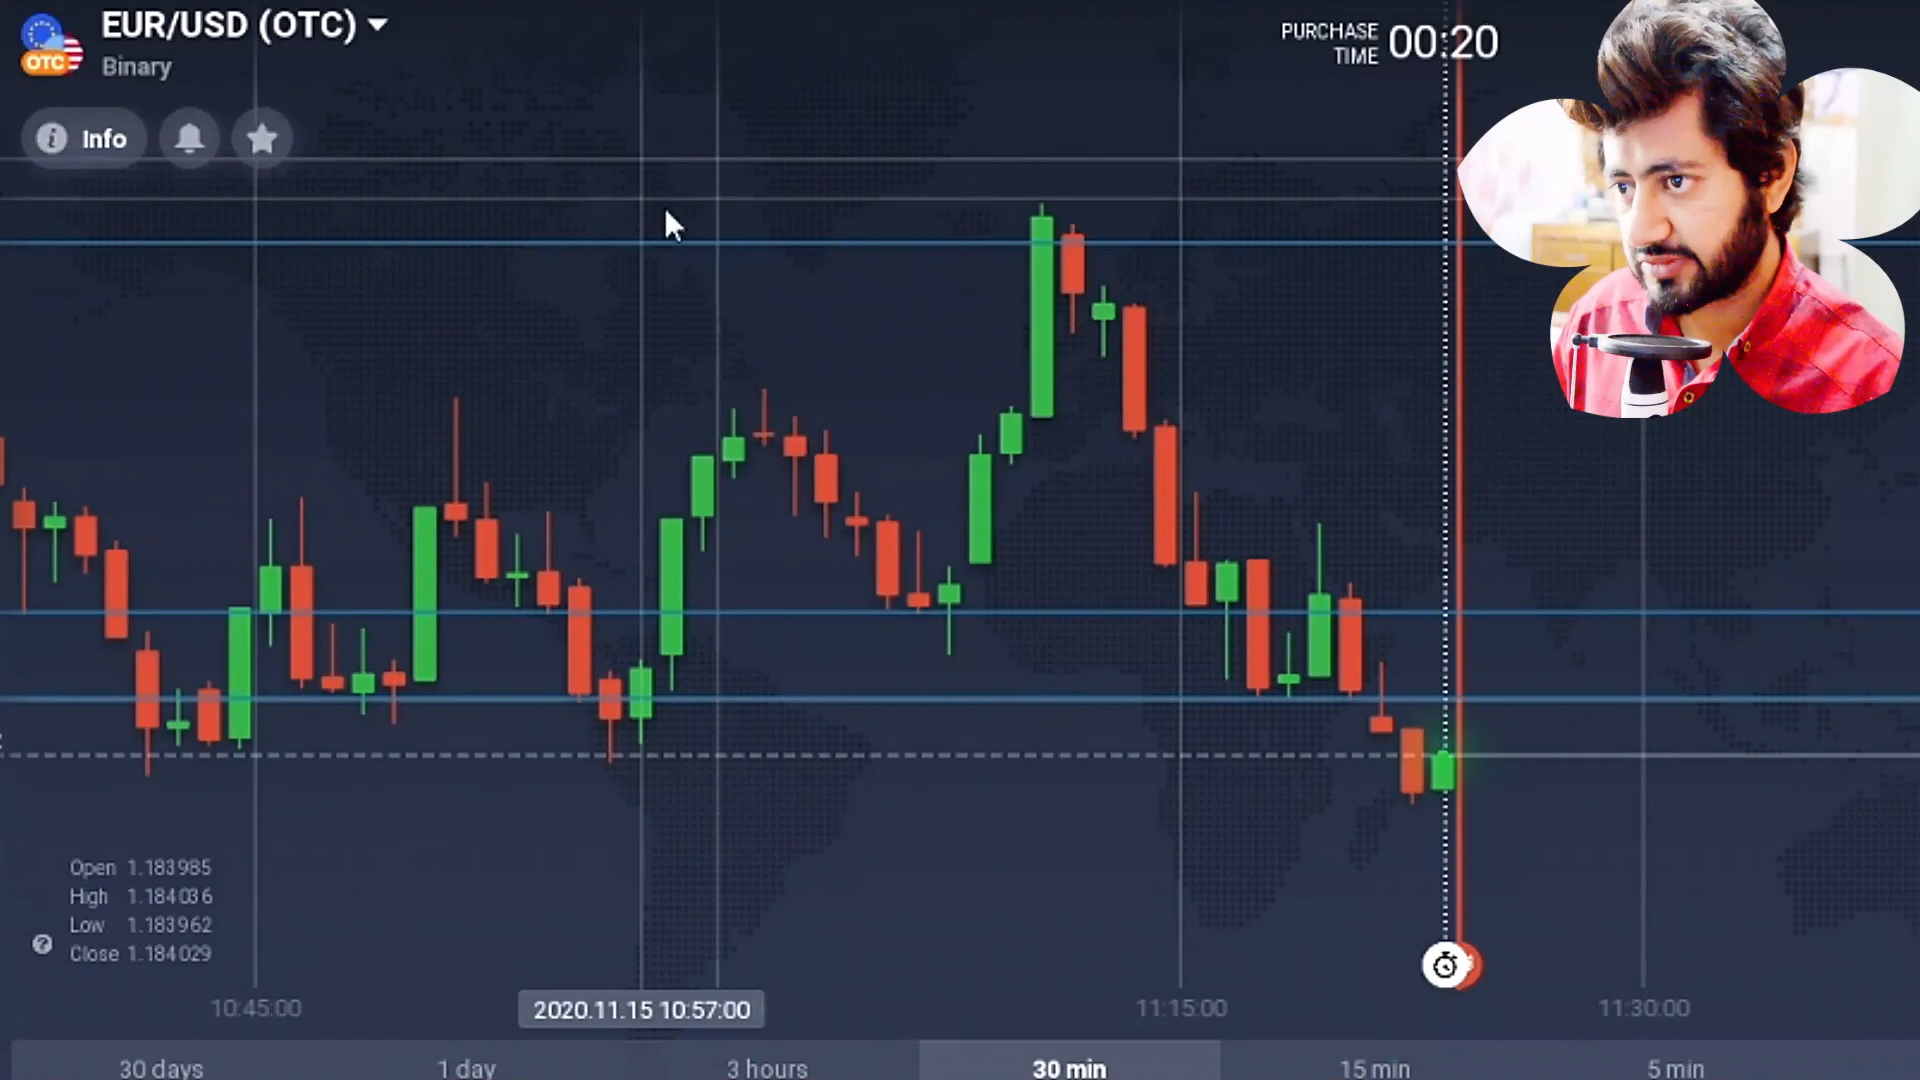 EUR/USD (OTC)
OTC
Binary
PURCHASE
TIME
00:20
Info
Open 1.183985
High 1.184036
Low 1.183962
Close 1.184029
10:45:00
2020.11.15 10:57:00
11:15:00
11:30:00
30 days
1 day
3 hours
30 min
15 min
5 min